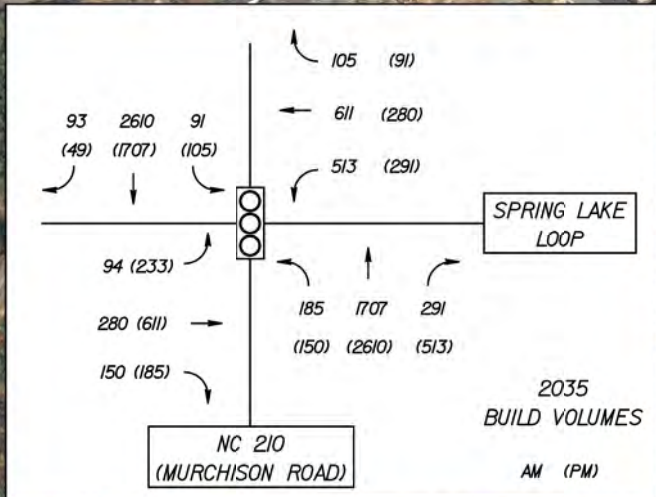 105 (91)
93 2610 91
611 (280)
(49) (1707) (105)
513 (291)
SPRING LAKE
LOOP
94 (233)
280 (611)
185 1707 291
(150) (2610) (513)
150 (185)
2035
BUILD VOLUMES
NC 210
(MURCHISON ROAD)
AM (PM)